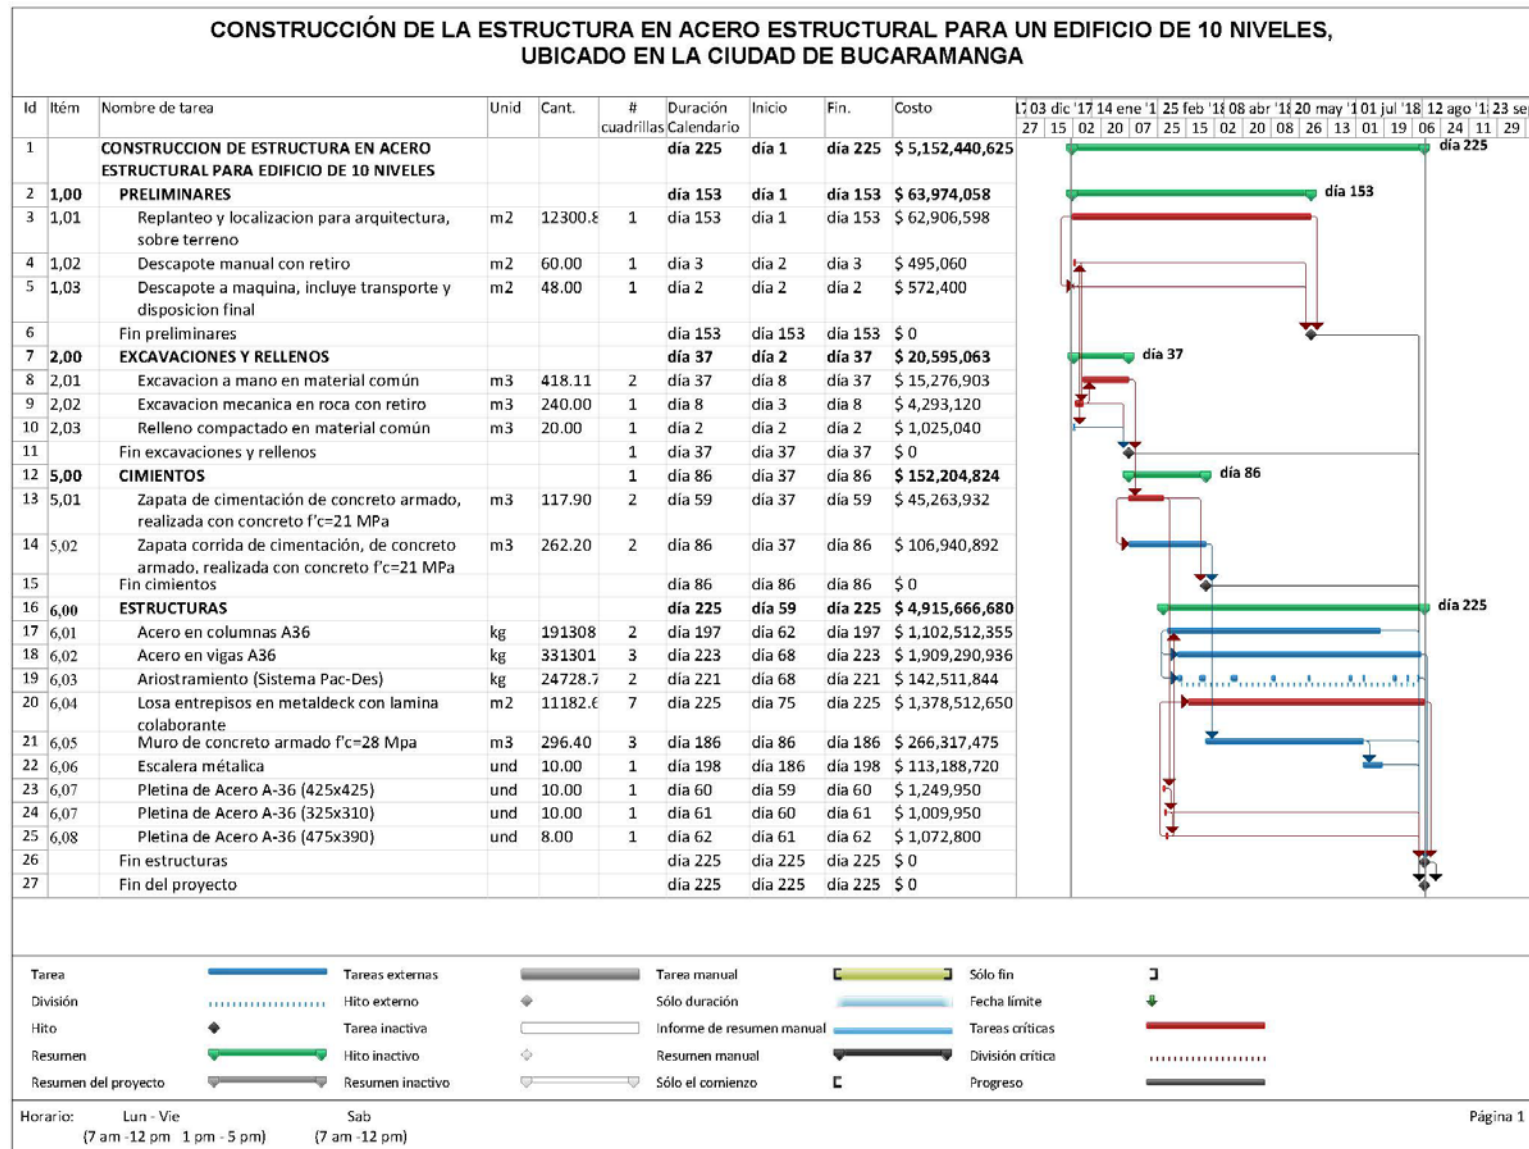 CONSTRUCCIÓN DE LA ESTRUCTURA EN ACERO ESTRUCTURAL PARA UN EDIFICIO DE 10 NIVELES,
UBICADO EN LA CIUDAD DE BUCARAMANGA
Id Itém Nombre de tarea Unid Cant. # cuadrillas Duración Calendario Inicio Fin. Costo
17 03 dic '17 14 ene '1 25 feb '18 08 abr '18 20 may '1 01 jul '18 12 ago '1 23 se
27 15 02 20 07 25 15 02 20 08 26 13 01 19 06 24 11 29
1 CONSTRUCCION DE ESTRUCTURA EN ACERO día 225 día 1 día 225 $ 5,152,440,625 día 225
ESTRUCTURAL PARA EDIFICIO DE 10 NIVELES
2 1,00 PRELIMINARES día 153 día 1 día 153 $ 63,974,058 día 153
3 1,01 Replanteo y localizacion para arquitectura, m2 12300.8 1 día 153 día 1 día 153 $ 62,906,598
sobre terreno
4 1,02 Descapote manual con retiro m2 60.00 1 día 3 día 2 día 3 $ 495,060
5 1,03 Descapote a maquina, incluye transporte y m2 48.00 1 día 2 día 2 día 2 $ 572,400
disposicion final
6 Fin preliminares día 153 día 153 día 153 $ 0
7 2,00 EXCAVACIONES Y RELLENOS día 37 día 2 día 37 $ 20,595,063 día 37
8 2,01 Excavacion a mano en material común m3 418.11 2 día 37 día 8 día 37 $ 15,276,903
9 2,02 Excavacion mecanica en roca con retiro m3 240.00 1 día 8 día 3 día 8 $ 4,293,120
10 2,03 Relleno compactado en material común m3 20.00 1 día 2 día 2 día 2 $ 1,025,040
11 Fin excavaciones y rellenos 1 día 37 día 37 día 37 $ 0
12 5,00 CIMIENTOS 1 día 86 día 37 día 86 $ 152,204,824 día 86
13 5,01 Zapata de cimentación de concreto armado, m3 117.90 2 día 59 día 37 día 59 $ 45,263,932
realizada con concreto f'c=21 MPa
14 5,02 Zapata corrida de cimentación, de concreto m3 262.20 2 día 86 día 37 día 86 $ 106,940,892
armado, realizada con concreto f'c=21 MPa
15 Fin cimientos día 86 día 86 día 86 $ 0
16 6,00 ESTRUCTURAS día 225 día 59 día 225 $ 4,915,666,680 día 225
17 6,01 Acero en columnas A36 kg 191308 2 día 197 día 62 día 197 $ 1,102,512,355
18 6,02 Acero en vigas A36 kg 331301 3 día 223 día 68 día 223 $ 1,909,290,936
19 6,03 Ariostramiento (Sistema Pac-Des) kg 24728.7 2 día 221 día 68 día 221 $ 142,511,844
20 6,04 Losa entrepisos en metaldeck con lamina m2 11182.6 7 día 225 día 75 día 225 $ 1,378,512,650
colaborante
21 6,05 Muro de concreto armado f'c=28 Mpa m3 296.40 3 día 186 día 86 día 186 $ 266,317,475
22 6,06 Escalera métalica und 10.00 1 día 198 día 186 día 198 $ 113,188,720
23 6,07 Pletina de Acero A-36 (425x425) und 10.00 1 día 60 día 59 día 60 $ 1,249,950
24 6,07 Pletina de Acero A-36 (325x310) und 10.00 1 día 61 día 60 día 61 $ 1,009,950
25 6,08 Pletina de Acero A-36 (475x390) und 8.00 1 día 62 día 61 día 62 $ 1,072,800
26 Fin estructuras día 225 día 225 día 225 $ 0
27 Fin del proyecto día 225 día 225 día 225 $ 0
Tarea Tareas externas Tarea manual Sólo fin
División Hito externo Sólo duración Fecha límite
Hito Tarea inactiva Informe de resumen manual Tareas críticas
Resumen Hito inactivo Resumen manual División crítica
Resumen del proyecto Resumen inactivo Sólo el comienzo Progreso
Horario: Lun - Vie Sab Página 1
(7 am -12 pm 1 pm - 5 pm) (7 am -12 pm)